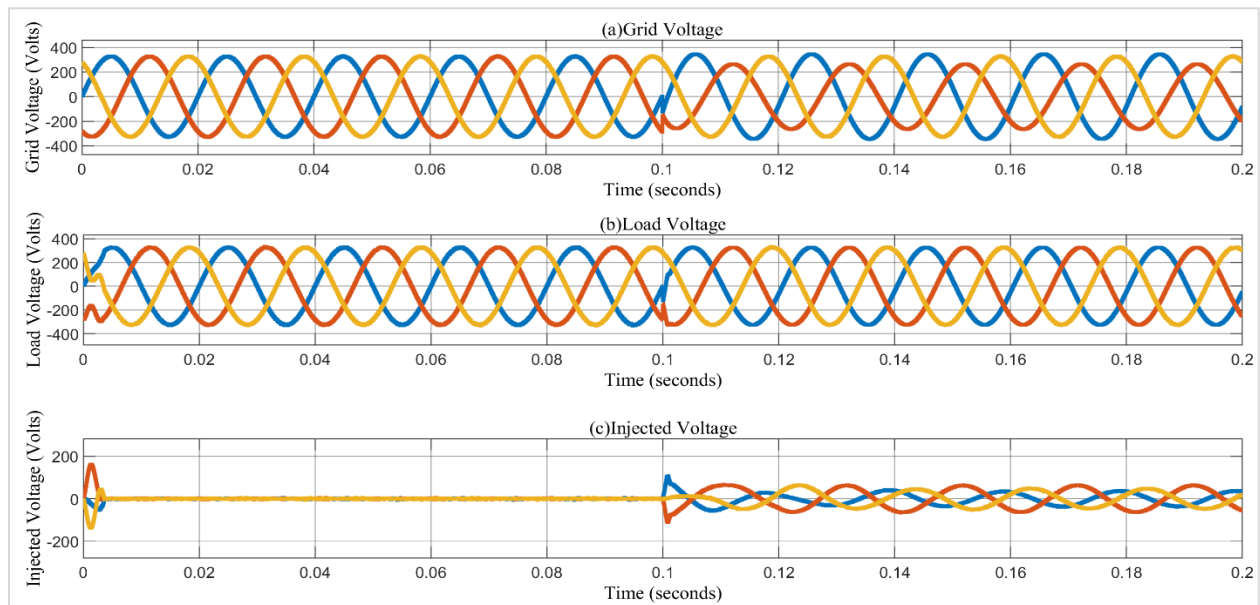 (a)Grid Voltage
Grid Voltage (Volts)
400
200
0
-200
-400
0 0.02 0.04 0.06 0.08 0.1 0.12 0.14 0.16 0.18 0.2
Time (seconds)
(b)Load Voltage
Load Voltage (Volts)
400
200
0
-200
-400
0 0.02 0.04 0.06 0.08 0.1 0.12 0.14 0.16 0.18 0.2
Time (seconds)
(c)Injected Voltage
Injected Voltage (Volts)
200
0
-200
0 0.02 0.04 0.06 0.08 0.1 0.12 0.14 0.16 0.18 0.2
Time (seconds)